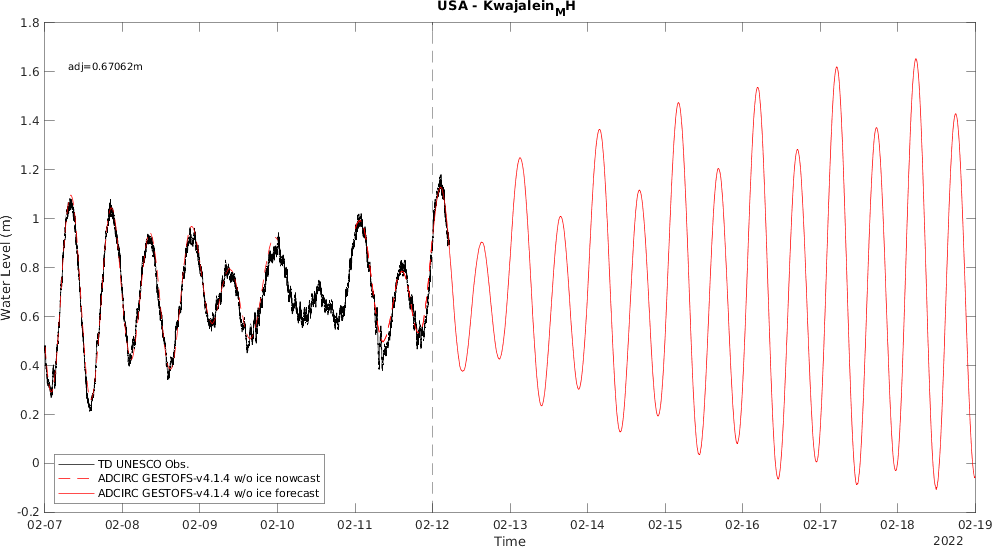 USA - Kwajalein_MH
1.8
1.6
1.4
1.2
1
0.8
0.6
0.4
0.2
0
-0.2
Water Level (m)
adj=0.67062m
TD UNESCO Obs.
ADCIRC GESTOFS-v4.1.4 w/o ice nowcast
ADCIRC GESTOFS-v4.1.4 w/o ice forecast
02-07 02-08 02-09 02-10 02-11 02-12 02-13 02-14 02-15 02-16 02-17 02-18 02-19
Time
2022